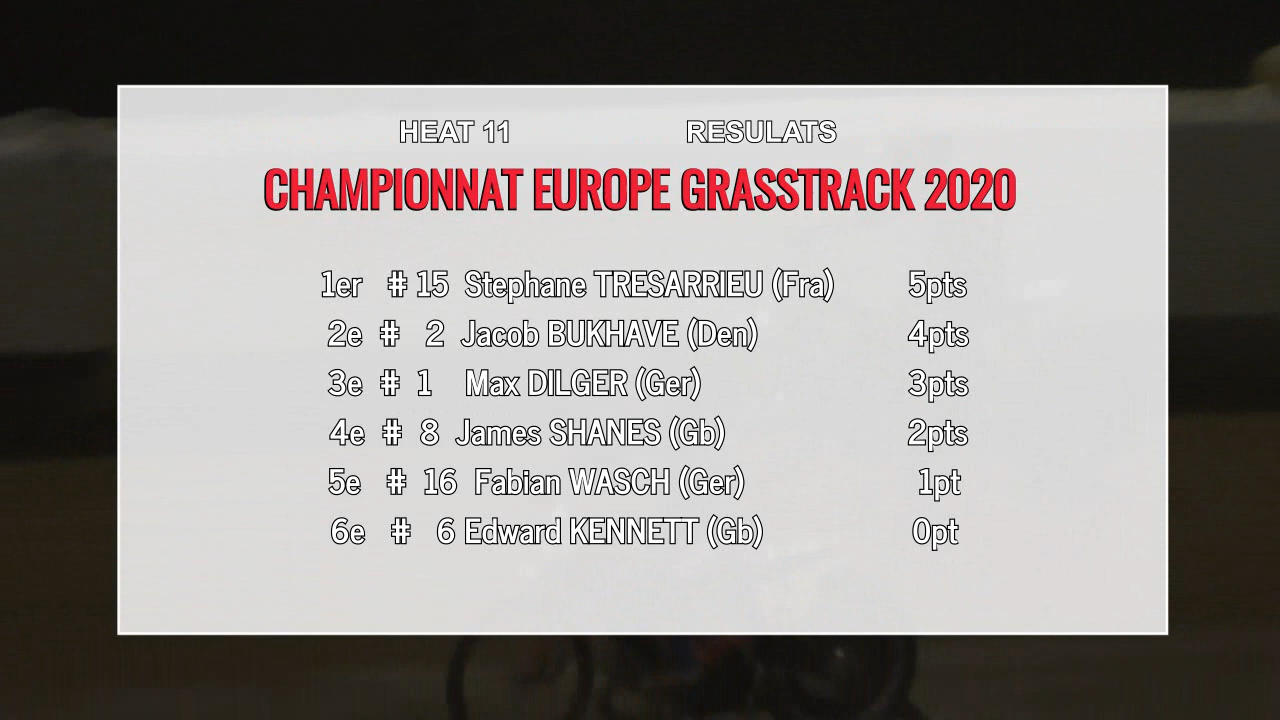 HEAT 11 RESULATS
CHAMPIONNAT EUROPE GRASSTRACK 2020
1er # 15 Stephane TRESARRIEU (Fra) 5pts
2e # 2 Jacob BUKHAVE (Den) 4pts
3e # 1 Max DILGER (Ger) 3pts
4e # 8 James SHANES (Gb) 2pts
5e # 16 Fabian WASCH (Ger) 1pt
6e # 6 Edward KENNETT (Gb) 0pt